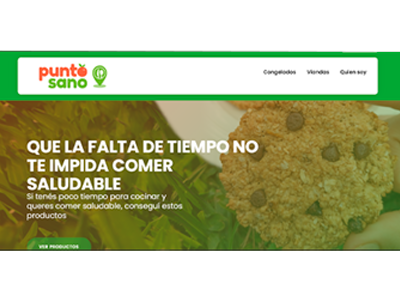 punto
sano
Congelados Viandas Quien soy
QUE LA FALTA DE TIEMPO NO
TE IMPIDA COMER
SALUDABLE
Si tenés poco tiempo para cocinar y
queres comer saludable, conseguí estos
productos
VER PRODUCTOS